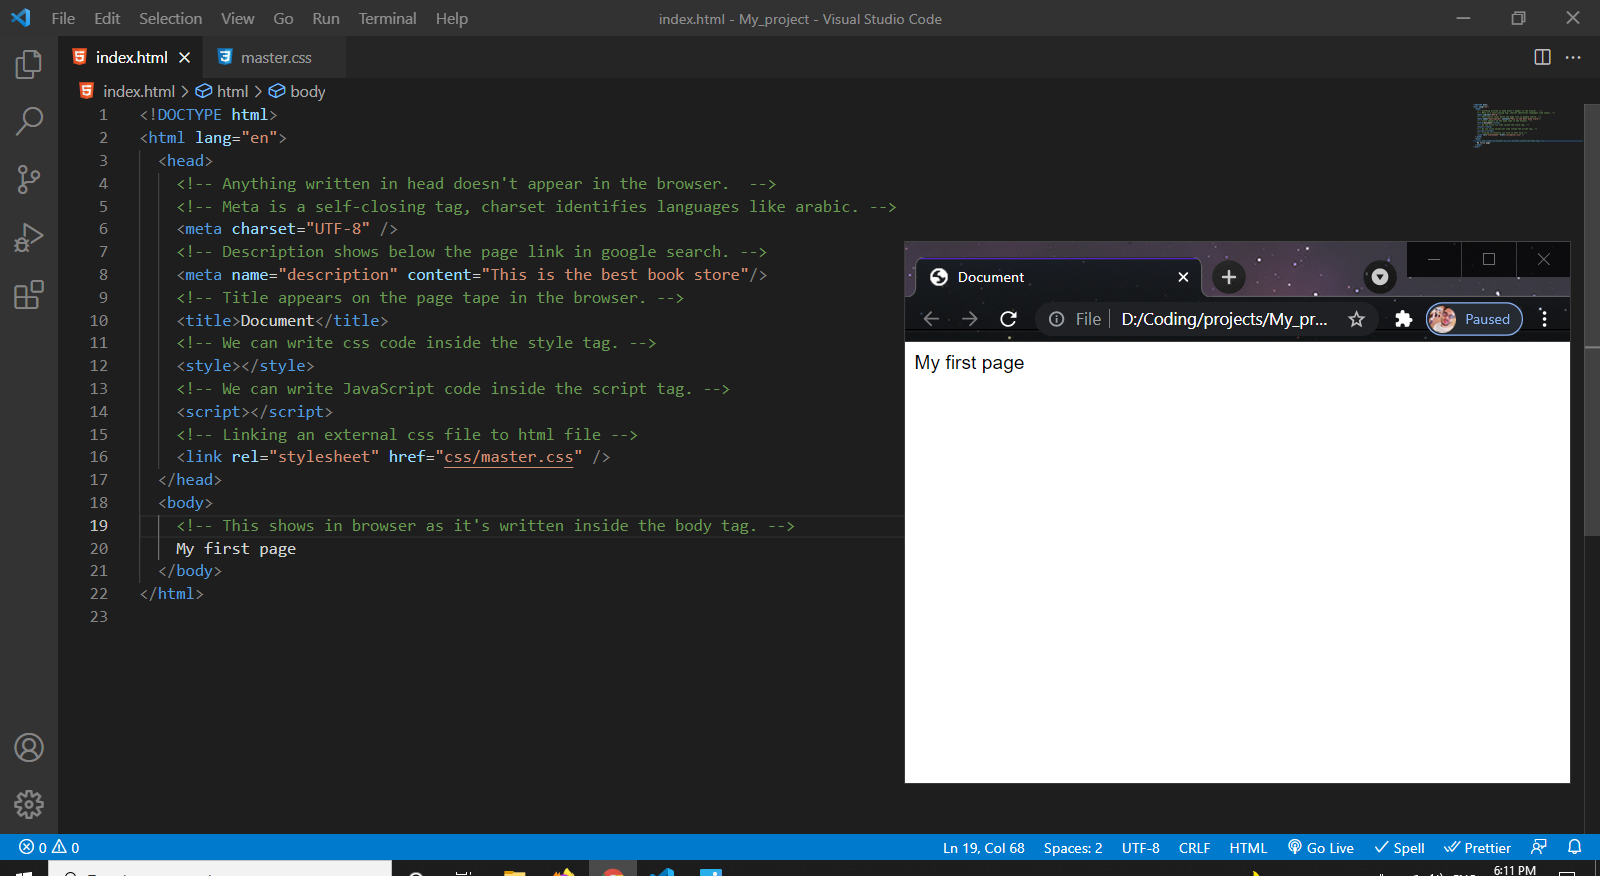 File Edit Selection View Go Run Terminal Help index.html - My_project - Visual Studio Code
index.html master.css
index.html > html > body
1 <!DOCTYPE html>
2 <html lang="en">
3 <head>
4 <!-- Anything written in head doesn't appear in the browser.  -->
5 <!-- Meta is a self-closing tag, charset identifies languages like arabic. -->
6 <meta charset="UTF-8" />
7 <!-- Description shows below the page link in google search. -->
8 <meta name="description" content="This is the best book store"/>
9 <!-- Title appears on the page tape in the browser. -->
10 <title>Document</title>
11 <!-- We can write css code inside the style tag. -->
12 <style></style>
13 <!-- We can write JavaScript code inside the script tag. -->
14 <script></script>
15 <!-- Linking an external css file to html file -->
16 <link rel="stylesheet" href="css/master.css" />
17 </head>
18 <body>
19 <!-- This shows in browser as it's written inside the body tag. -->
20 My first page
21 </body>
22 </html>
23
Document
File D:/Coding/projects/My_pr... Paused
My first page
0 0 Ln 19, Col 68 Spaces: 2 UTF-8 CRLF HTML Go Live Spell Prettier
6:11 PM